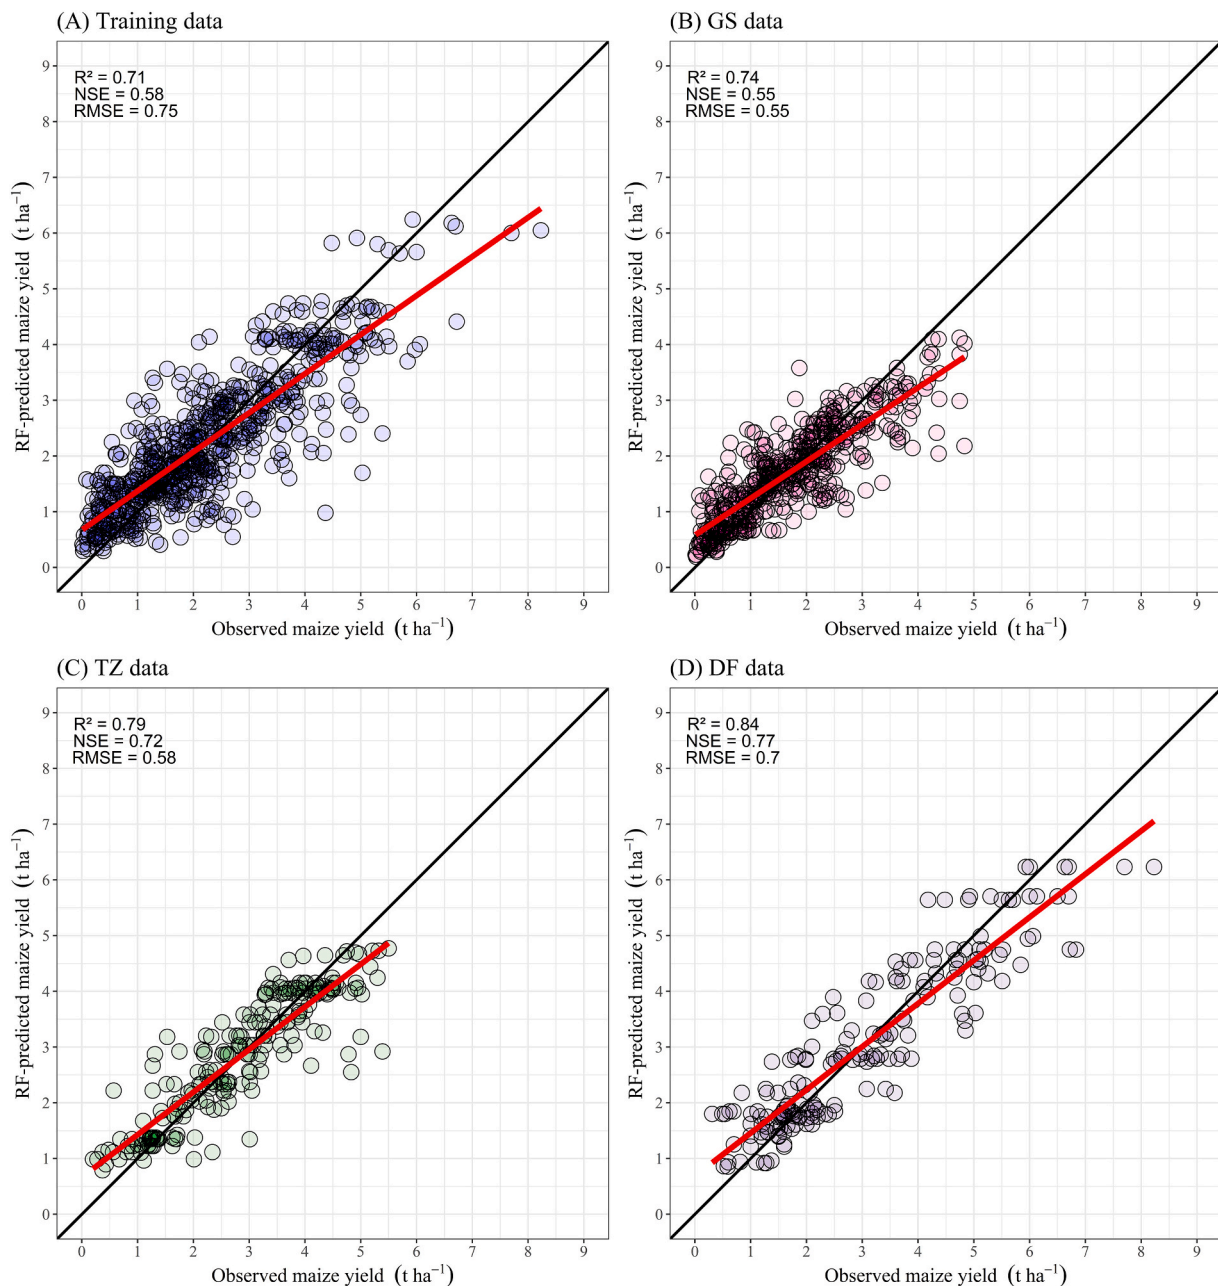 (A) Training data
R² = 0.71
NSE = 0.58
RMSE = 0.75
RF-predicted maize yield (t ha⁻¹)
9
8
7
6
5
4
3
2
1
0
0 1 2 3 4 5 6 7 8 9
Observed maize yield (t ha⁻¹)
(B) GS data
R² = 0.74
NSE = 0.55
RMSE = 0.55
RF-predicted maize yield (t ha⁻¹)
9
8
7
6
5
4
3
2
1
0
0 1 2 3 4 5 6 7 8 9
Observed maize yield (t ha⁻¹)
(C) TZ data
R² = 0.79
NSE = 0.72
RMSE = 0.58
RF-predicted maize yield (t ha⁻¹)
9
8
7
6
5
4
3
2
1
0
0 1 2 3 4 5 6 7 8 9
Observed maize yield (t ha⁻¹)
(D) DF data
R² = 0.84
NSE = 0.77
RMSE = 0.7
RF-predicted maize yield (t ha⁻¹)
9
8
7
6
5
4
3
2
1
0
0 1 2 3 4 5 6 7 8 9
Observed maize yield (t ha⁻¹)